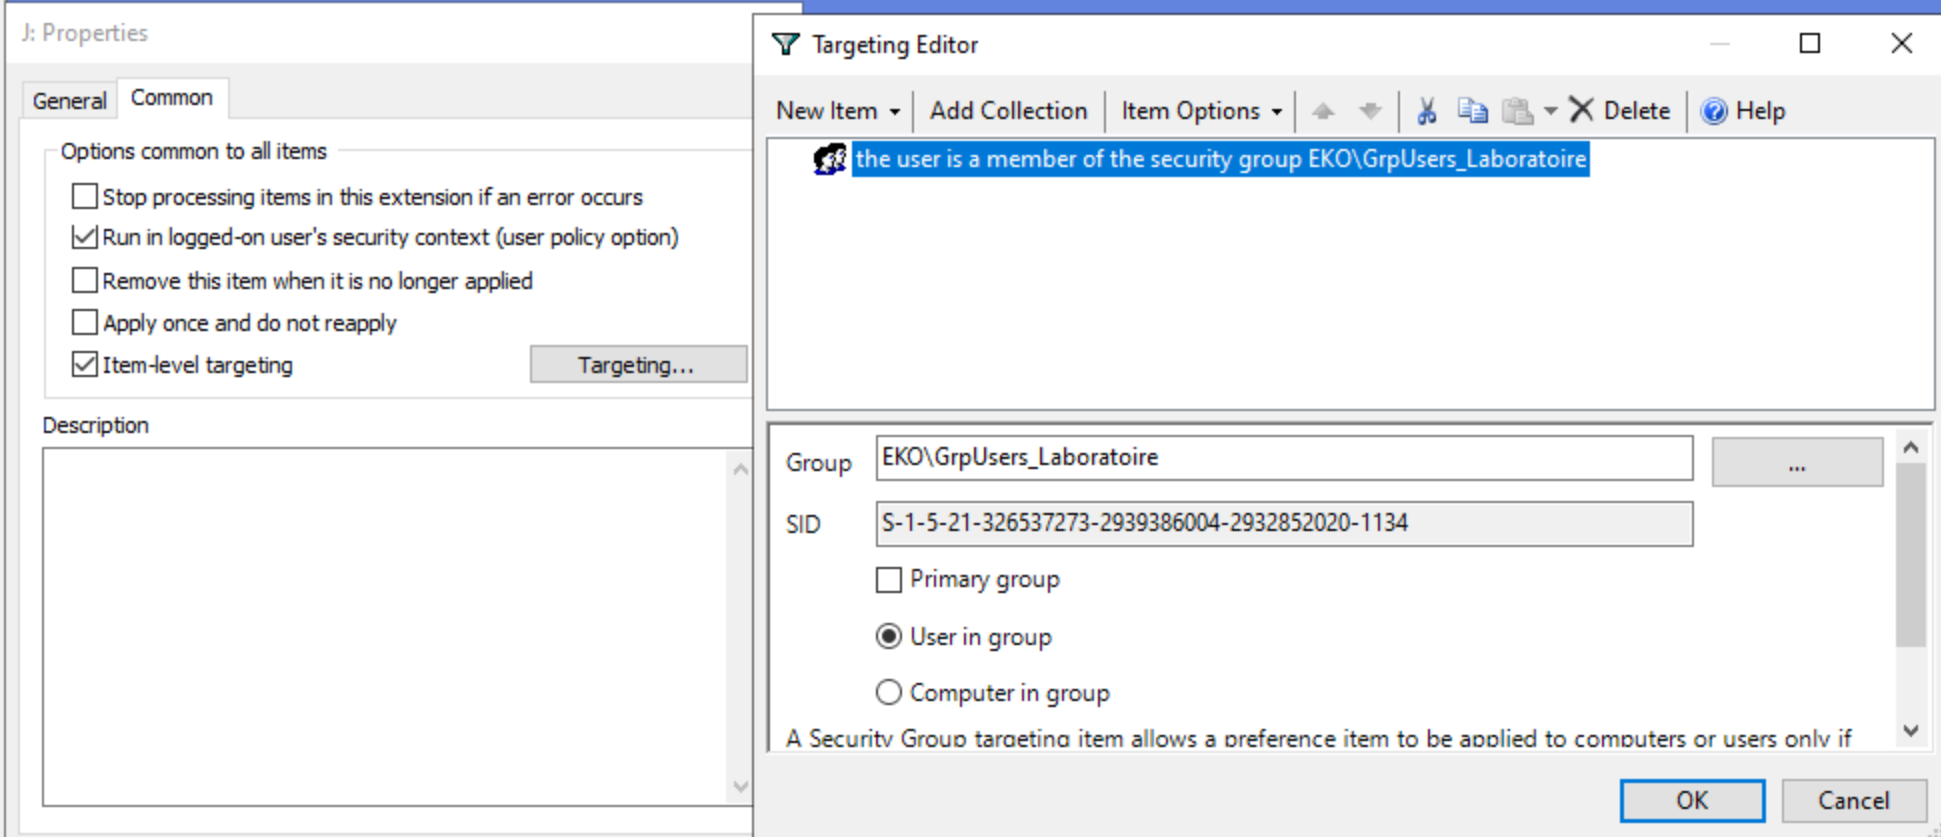 J: Properties
General
Common
Options common to all items
Stop processing items in this extension if an error occurs
Run in logged-on user's security context (user policy option)
Remove this item when it is no longer applied
Apply once and do not reapply
Item-level targeting
Targeting...
Description
Targeting Editor
New Item
Add Collection
Item Options
Delete
Help
the user is a member of the security group EKO\GrpUsers_Laboratoire
Group
EKO\GrpUsers_Laboratoire
...
SID
S-1-5-21-326537273-2939386004-2932852020-1134
Primary group
User in group
Computer in group
A Security Group targeting item allows a preference item to be applied to computers or users only if
OK
Cancel